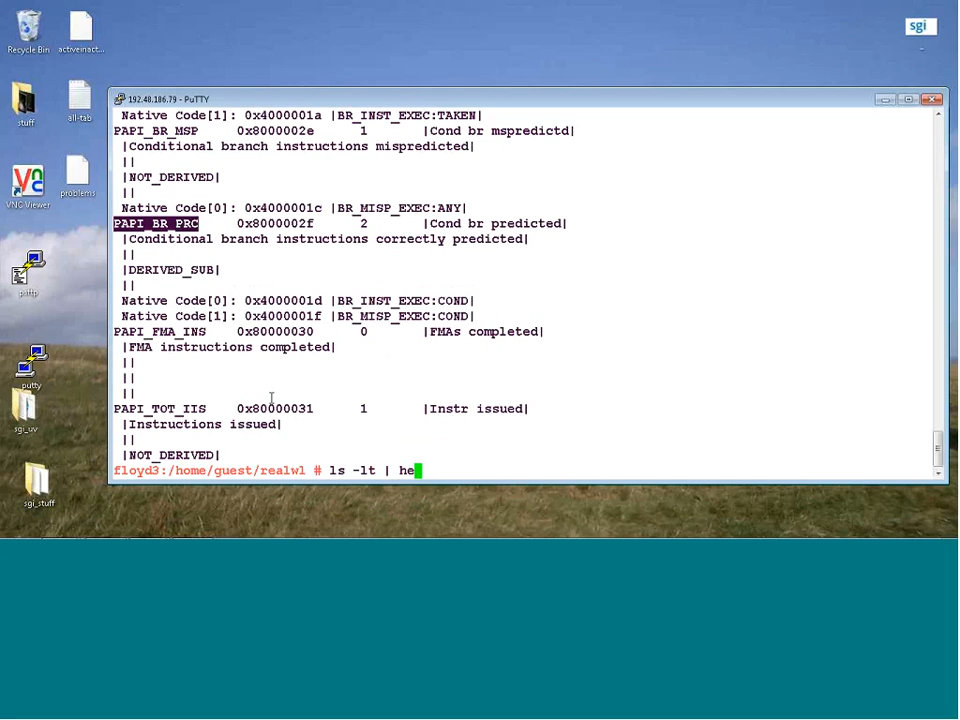 Recycle Bin
activeinact...
sgi
stuff
all-tab
VNC Viewer
problems
putty
sgi_uv
sgi_stuff
192.48.186.79 - PuTTY
Native Code[1]: 0x4000001a |BR_INST_EXEC:TAKEN|
PAPI_BR_MSP 0x8000002e 1 |Cond br mspredictd|
|Conditional branch instructions mispredicted|
||
|NOT_DERIVED|
||
Native Code[0]: 0x4000001c |BR_MISP_EXEC:ANY|
PAPI_BR_PRC 0x8000002f 2 |Cond br predicted|
|Conditional branch instructions correctly predicted|
||
|DERIVED_SUB|
||
Native Code[0]: 0x4000001d |BR_INST_EXEC:COND|
Native Code[1]: 0x4000001f |BR_MISP_EXEC:COND|
PAPI_FMA_INS 0x80000030 0 |FMAs completed|
|FMA instructions completed|
||
||
||
PAPI_TOT_IIS 0x80000031 1 |Instr issued|
|Instructions issued|
||
|NOT_DERIVED|
floyd3:/home/guest/realwl # ls -lt | he